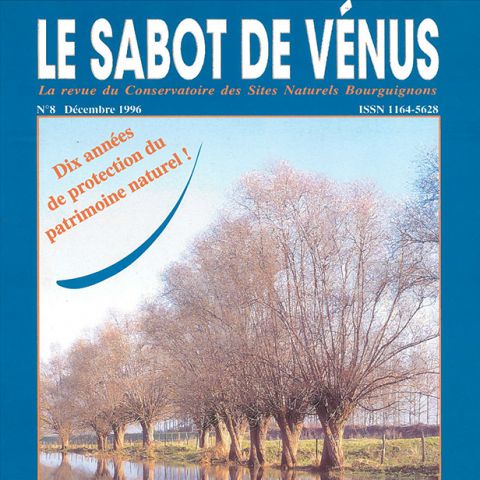 LE SABOT DE VÉNUS
La revue du Conservatoire des Sites Naturels Bourguignons
N°8 Décembre 1996 ISSN 1164-5628
Dix années
de protection du
patrimoine naturel !